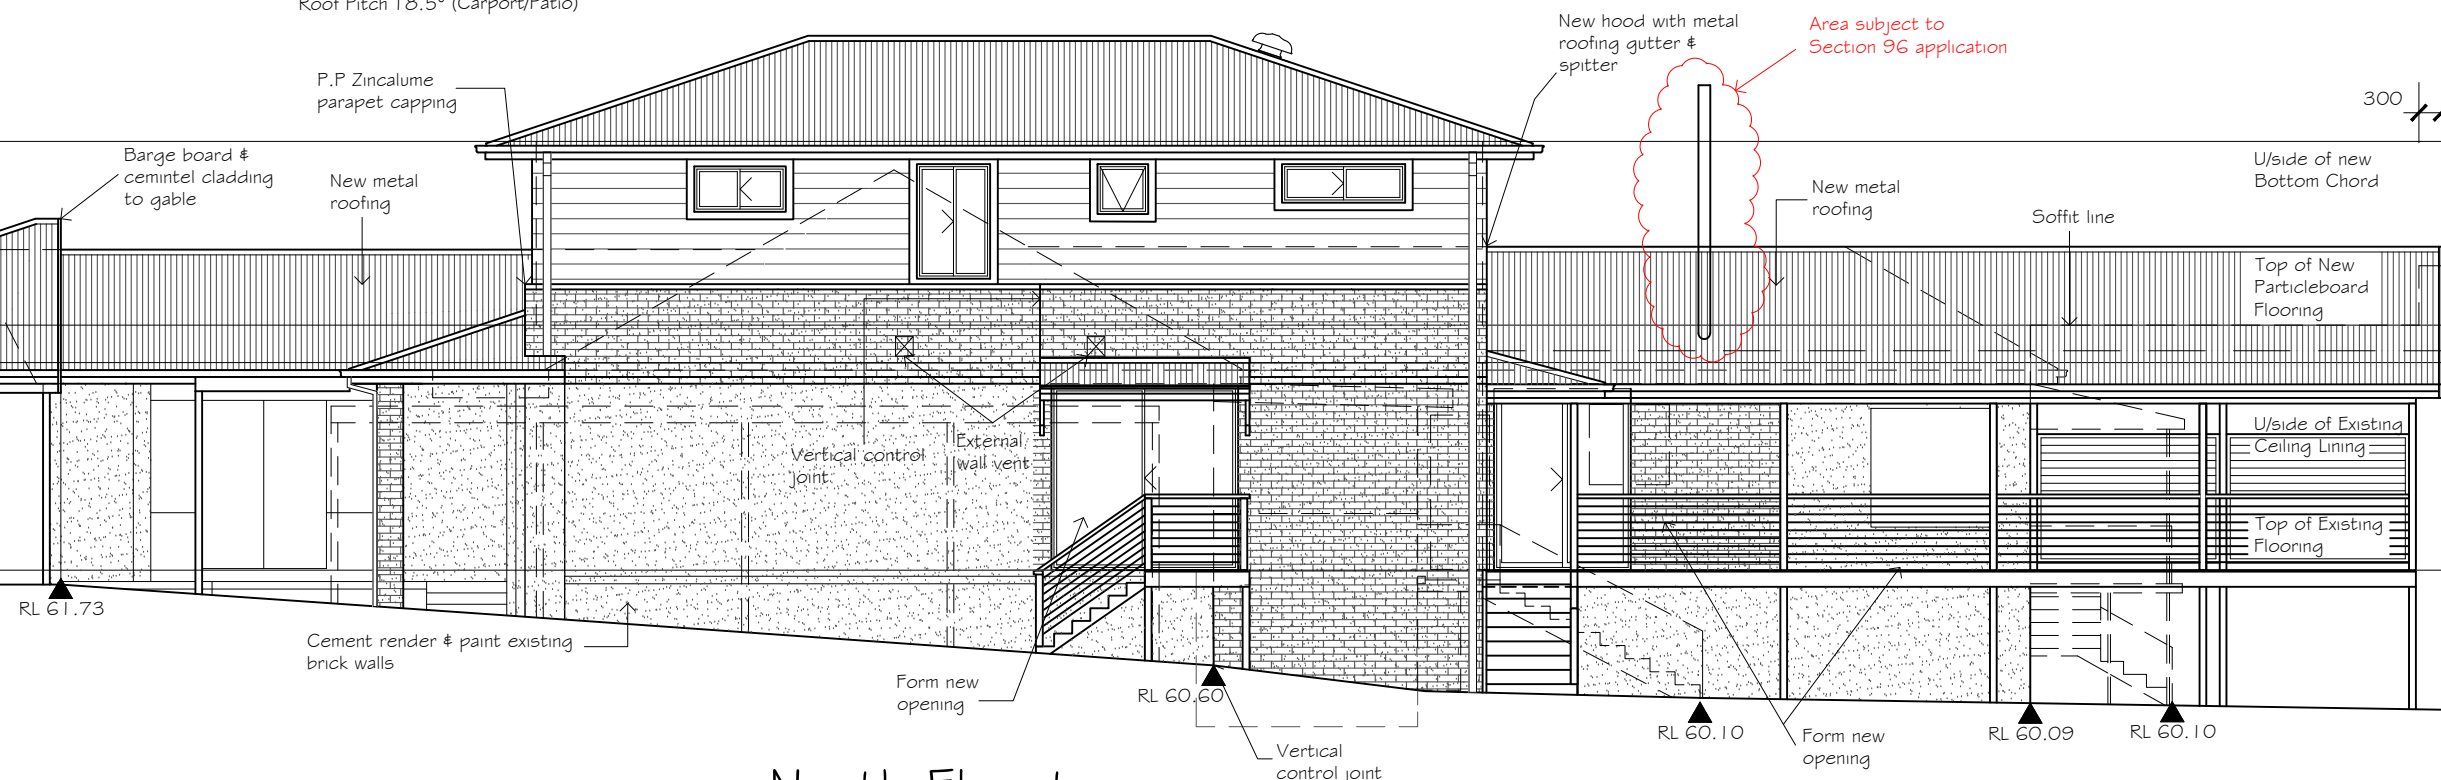 Roof Pitch 18.5° (Carport/Patio)
New hood with metal
roofing gutter &
spitter
Area subject to
Section 96 application
P.P Zincalume
parapet capping
300
Barge board &
cemintel cladding
to gable
New metal
roofing
U/side of new
Bottom Chord
New metal
roofing
Soffit line
Top of New
Particleboard
Flooring
U/side of Existing
Ceiling Lining
External
wall vent
Vertical control
joint
Top of Existing
Flooring
RL 61.73
Cement render & paint existing
brick walls
Form new
opening
RL 60.60
RL 60.10
RL 60.09
RL 60.10
Form new
opening
Vertical
control joint